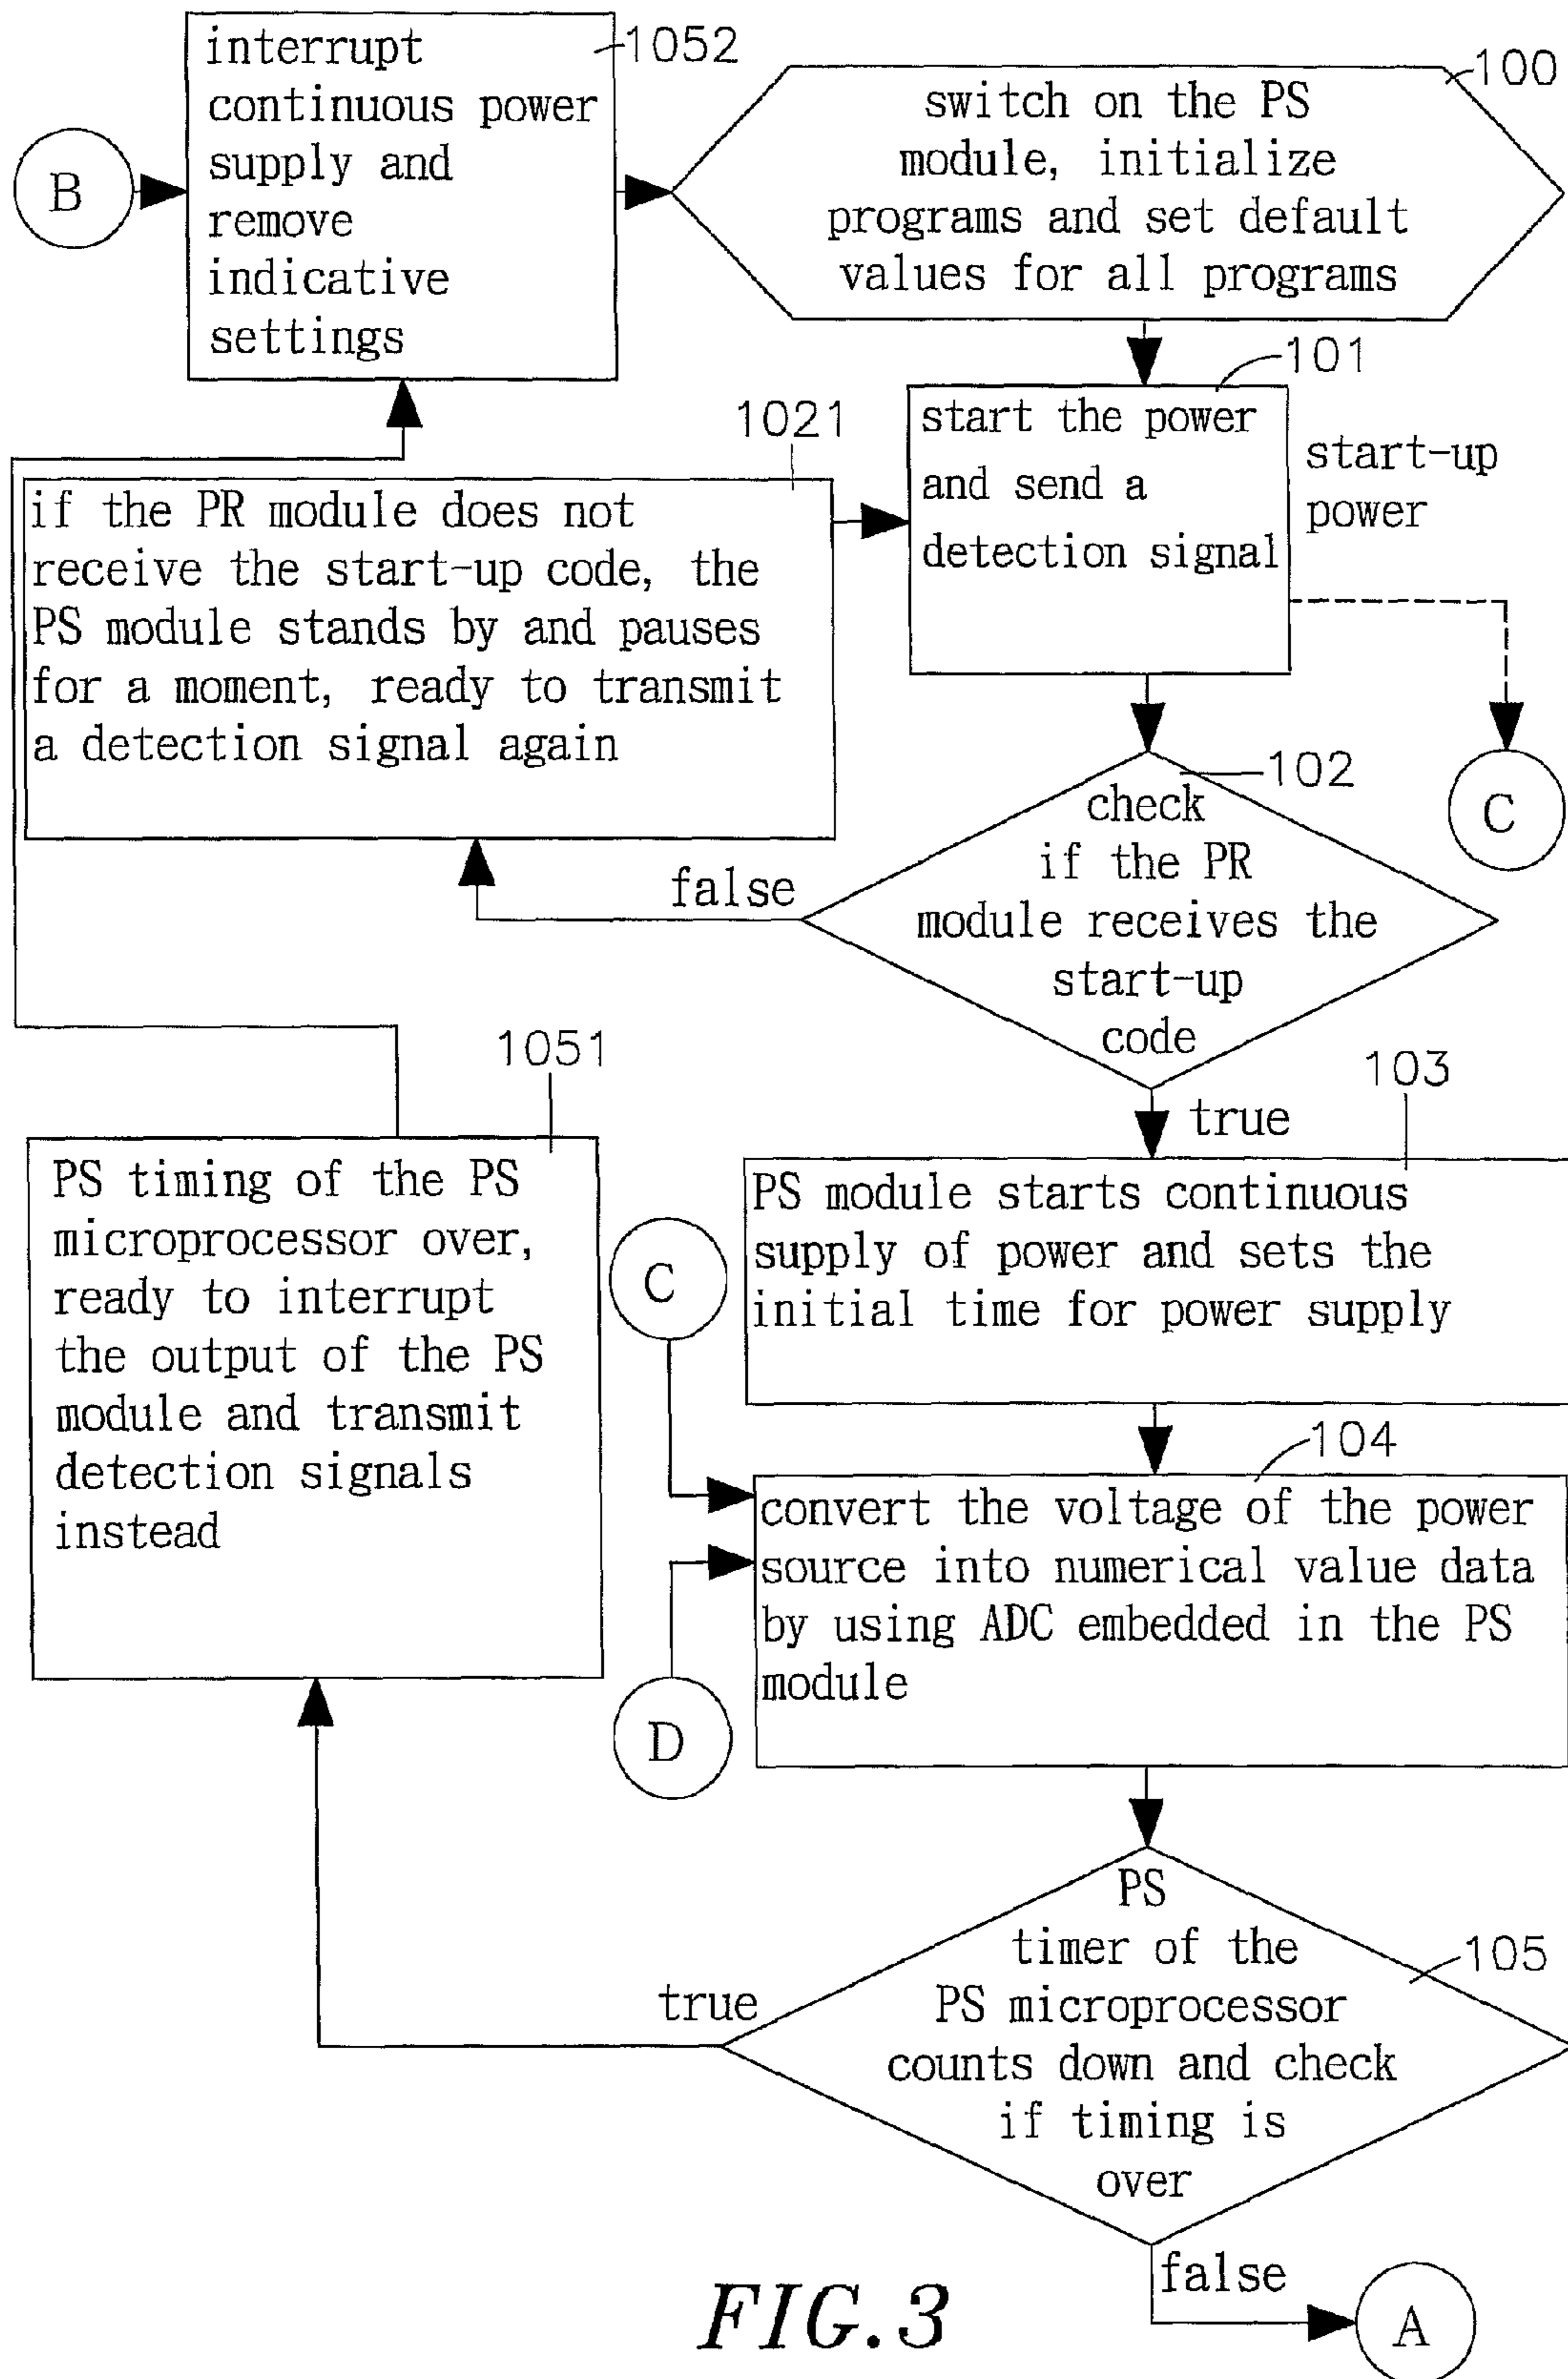 interrupt
continuous power
supply and
remove
indicative
settings
1052
B
switch on the PS
module, initialize
programs and set default
values for all programs
100
101
start the power
and send a
detection signal
start-up
power
1021
if the PR module does not
receive the start-up code, the
PS module stands by and pauses
for a moment, ready to transmit
a detection signal again
102
check
if the PR
module receives the
start-up
code
C
false
true
1051
PS timing of the PS
microprocessor over,
ready to interrupt
the output of the PS
module and transmit
detection signals
instead
103
PS module starts continuous
supply of power and sets the
initial time for power supply
C
104
convert the voltage of the power
source into numerical value data
by using ADC embedded in the PS
module
D
PS
timer of the
PS microprocessor
counts down and check
if timing is
over
105
true
false
A
FIG.3